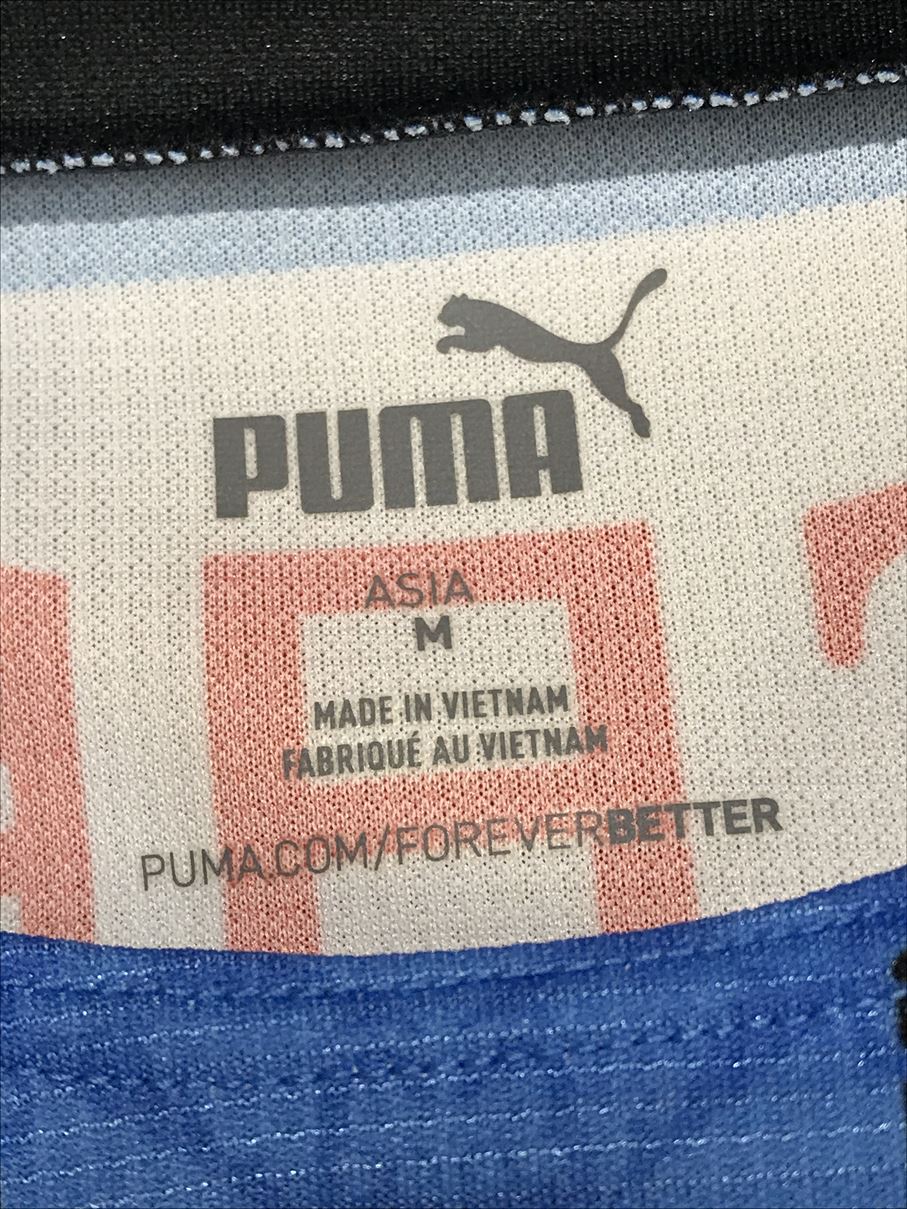 PUMA
ASIA
M
MADE IN VIETNAM
FABRIQUÉ AU VIETNAM
PUMA.COM/FOREVERBETTER